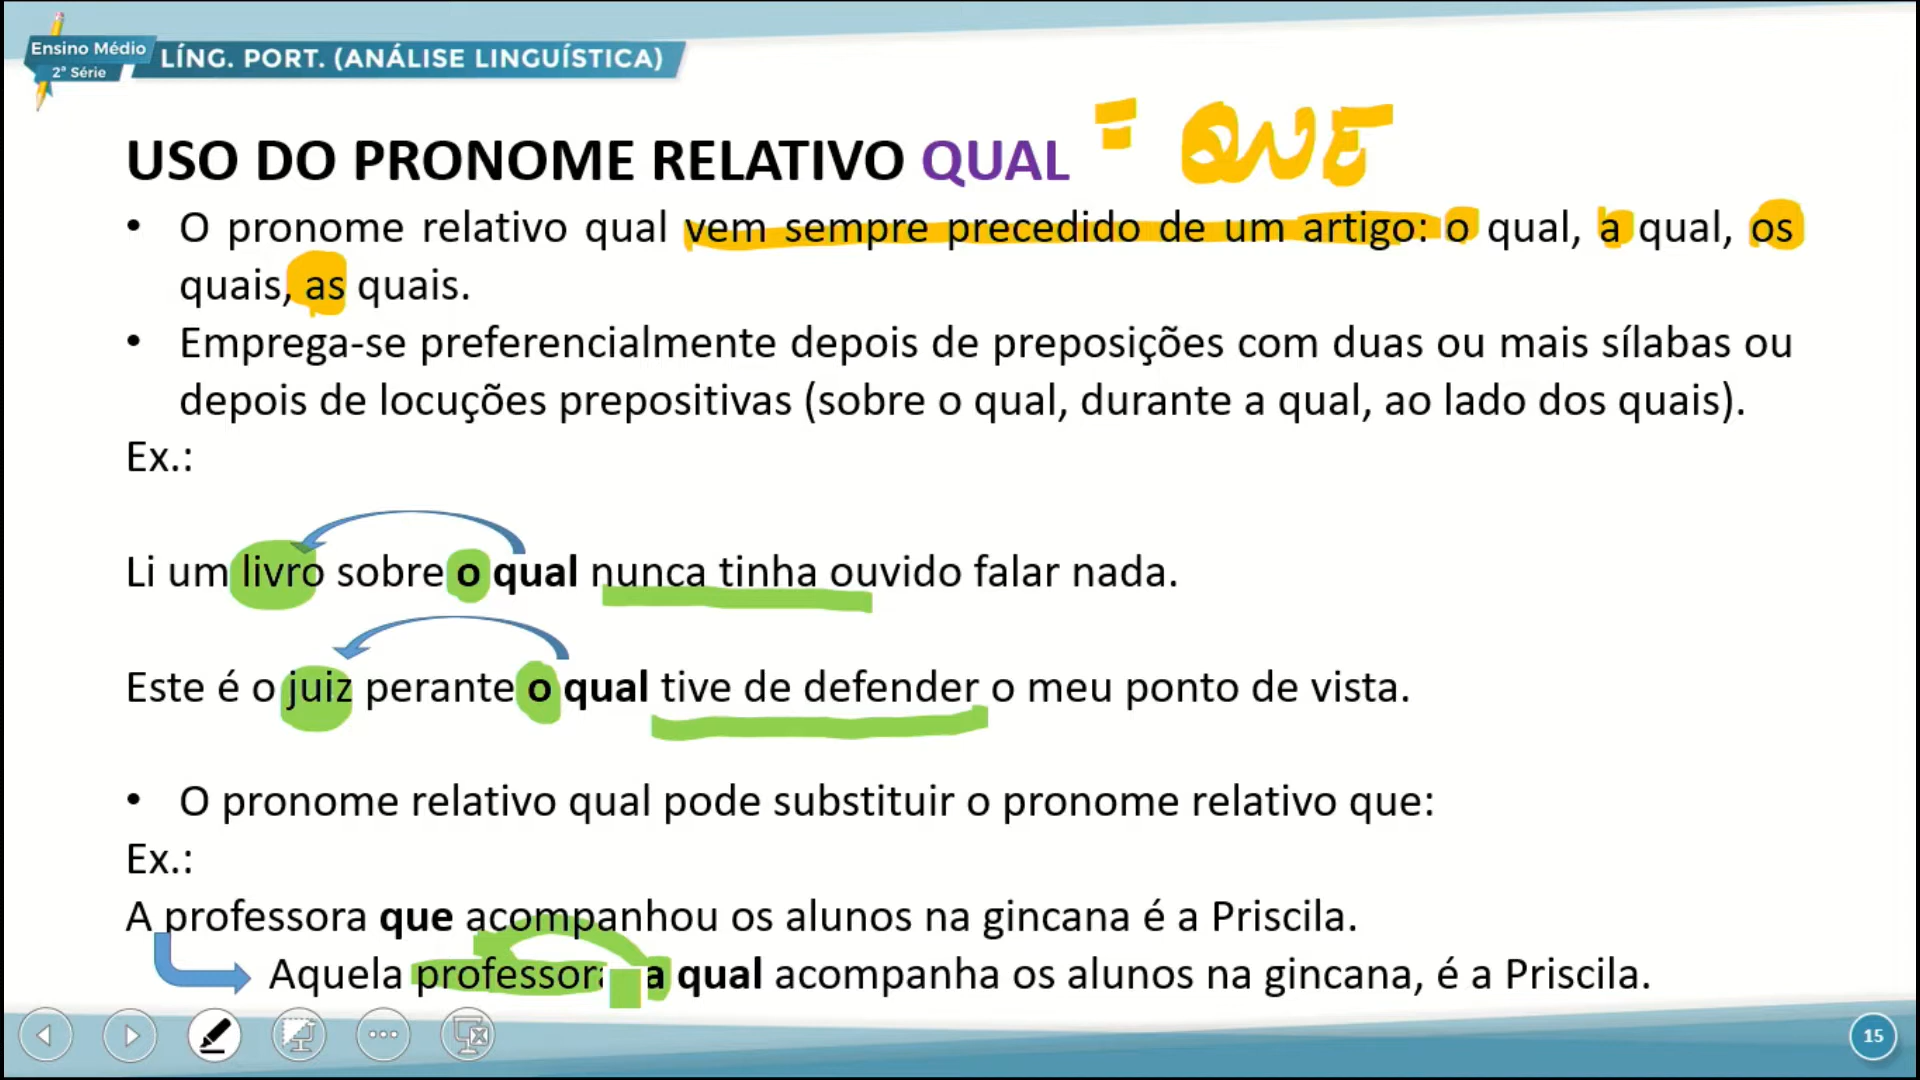 Ensino Médio
2ª Série
LÍNG. PORT. (ANÁLISE LINGUÍSTICA)
USO DO PRONOME RELATIVO QUAL = QUE
• O pronome relativo qual vem sempre precedido de um artigo: o qual, a qual, os
quais, as quais.
• Emprega-se preferencialmente depois de preposições com duas ou mais sílabas ou
depois de locuções prepositivas (sobre o qual, durante a qual, ao lado dos quais).
Ex.:
Li um livro sobre o qual nunca tinha ouvido falar nada.
Este é o juiz perante o qual tive de defender o meu ponto de vista.
• O pronome relativo qual pode substituir o pronome relativo que:
Ex.:
A professora que acompanhou os alunos na gincana é a Priscila.
Aquela professora a qual acompanha os alunos na gincana, é a Priscila.
15